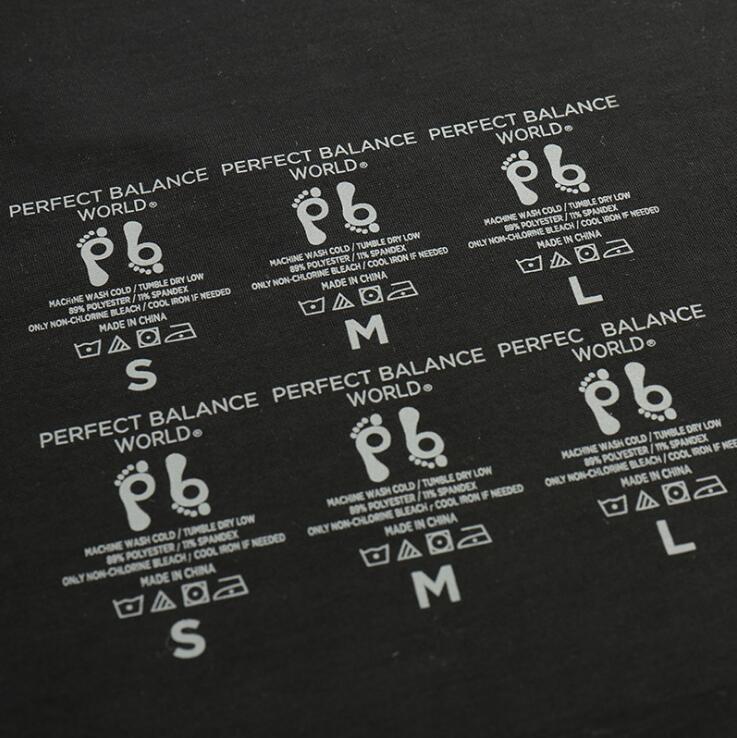 PERFECT BALANCE
WORLD®
Pb
MACHINE WASH COLD / TUMBLE DRY LOW
89% POLYESTER / 11% SPANDEX
ONLY NON-CHLORINE BLEACH / COOL IRON IF NEEDED
MADE IN CHINA
S
PERFECT BALANCE
WORLD®
Pb
MACHINE WASH COLD / TUMBLE DRY LOW
89% POLYESTER / 11% SPANDEX
ONLY NON-CHLORINE BLEACH / COOL IRON IF NEEDED
MADE IN CHINA
M
PERFECT BALANCE
WORLD®
Pb
MACHINE WASH COLD / TUMBLE DRY LOW
89% POLYESTER / 11% SPANDEX
ONLY NON-CHLORINE BLEACH / COOL IRON IF NEEDED
MADE IN CHINA
L
PERFECT BALANCE
WORLD®
Pb
MACHINE WASH COLD / TUMBLE DRY LOW
89% POLYESTER / 11% SPANDEX
ONLY NON-CHLORINE BLEACH / COOL IRON IF NEEDED
MADE IN CHINA
S
PERFECT BALANCE
WORLD®
Pb
MACHINE WASH COLD / TUMBLE DRY LOW
89% POLYESTER / 11% SPANDEX
ONLY NON-CHLORINE BLEACH / COOL IRON IF NEEDED
MADE IN CHINA
M
PERFEC BALANCE
WORLD®
Pb
MACHINE WASH COLD / TUMBLE DRY LOW
89% POLYESTER / 11% SPANDEX
ONLY NON-CHLORINE BLEACH / COOL IRON IF NEE
MADE IN CHINA
L